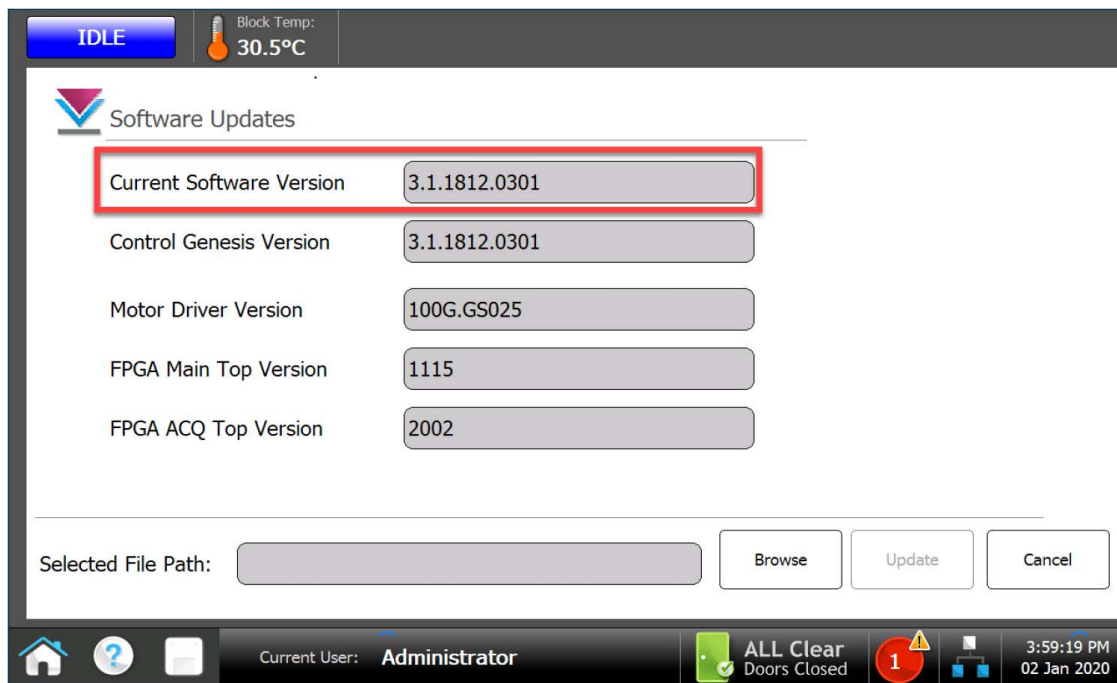 IDLE
Block Temp:
30.5°C
Software Updates
Current Software Version 3.1.1812.0301
Control Genesis Version 3.1.1812.0301
Motor Driver Version 100G.GS025
FPGA Main Top Version 1115
FPGA ACQ Top Version 2002
Selected File Path: Browse Update Cancel
?
Current User: Administrator
ALL Clear
Doors Closed
1
3:59:19 PM
02 Jan 2020